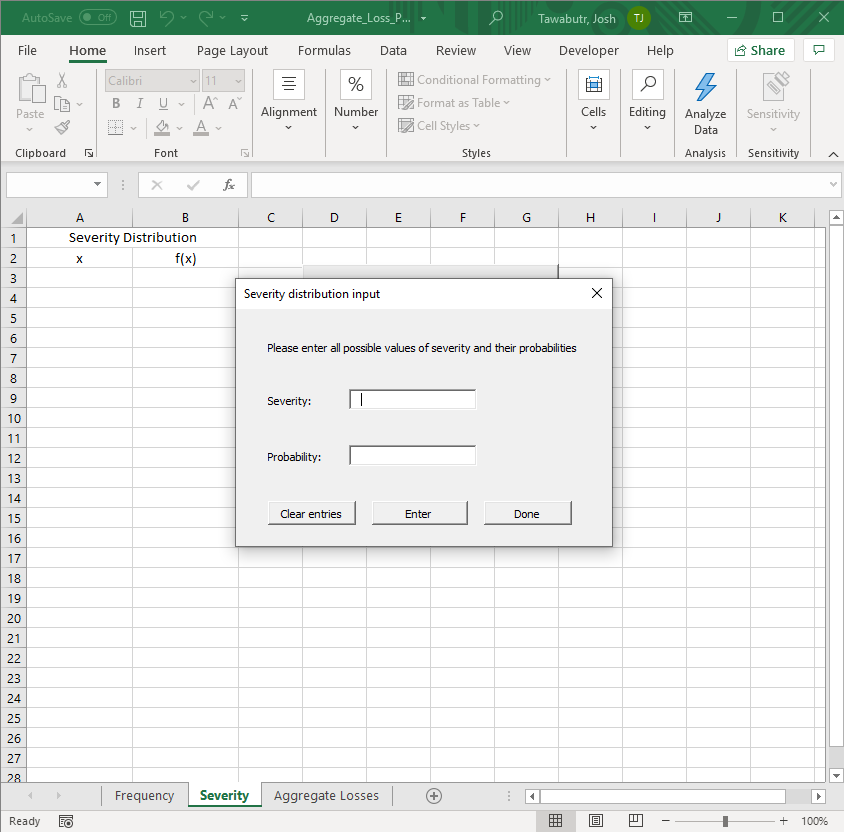 AutoSave Off Aggregate_Loss_P... Tawabutr, Josh TJ
File Home Insert Page Layout Formulas Data Review View Developer Help Share
Paste
Calibri 11
B I U A A
A
Alignment
%
Number
Conditional Formatting
Format as Table
Cell Styles
Cells
Editing
Analyze
Data
Sensitivity
Clipboard Font Styles Analysis Sensitivity
fx
A B C D E F G H I J K
1 Severity Distribution
2 x f(x)
3
4
5
6
7
8
9
10
11
12
13
14
15
16
17
18
19
20
21
22
23
24
25
26
27
28
Severity distribution input
Please enter all possible values of severity and their probabilities
Severity:
Probability:
Clear entries Enter Done
Frequency Severity Aggregate Losses
Ready 100%